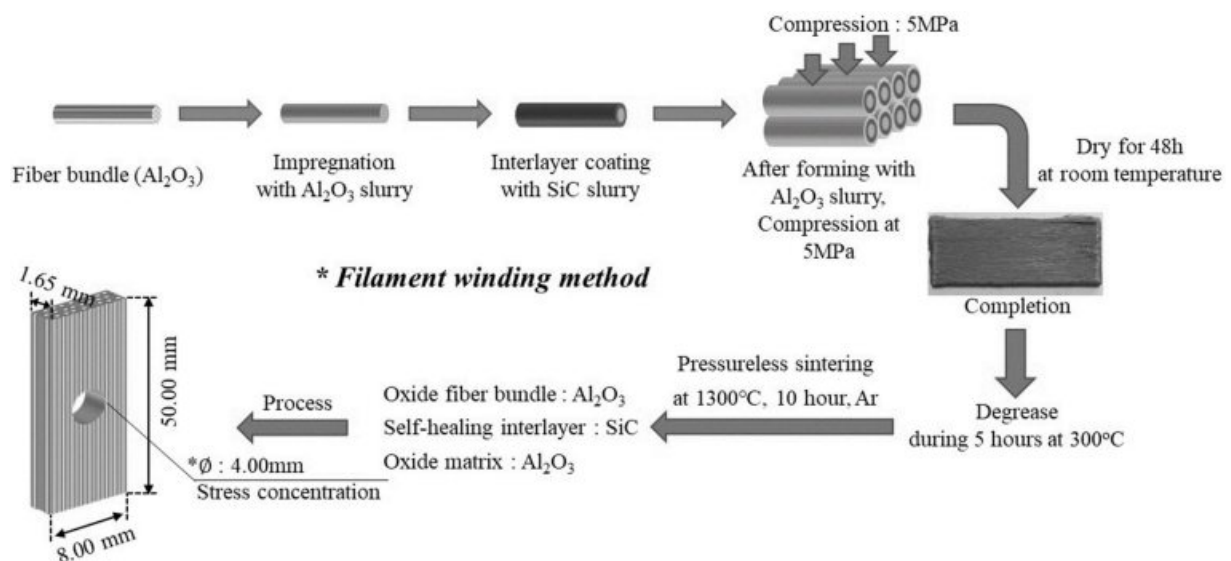 Compression : 5MPa
Fiber bundle (Al₂O₃)
Impregnation
with Al₂O₃ slurry
Interlayer coating
with SiC slurry
After forming with
Al₂O₃ slurry,
Compression at
5MPa
Dry for 48h
at room temperature
Completion
* Filament winding method
Degrease
during 5 hours at 300°C
Pressureless sintering
at 1300°C, 10 hour, Ar
Oxide fiber bundle : Al₂O₃
Self-healing interlayer : SiC
Oxide matrix : Al₂O₃
Process
1.65 mm
50.00 mm
*Ø : 4.00mm
Stress concentration
8.00 mm